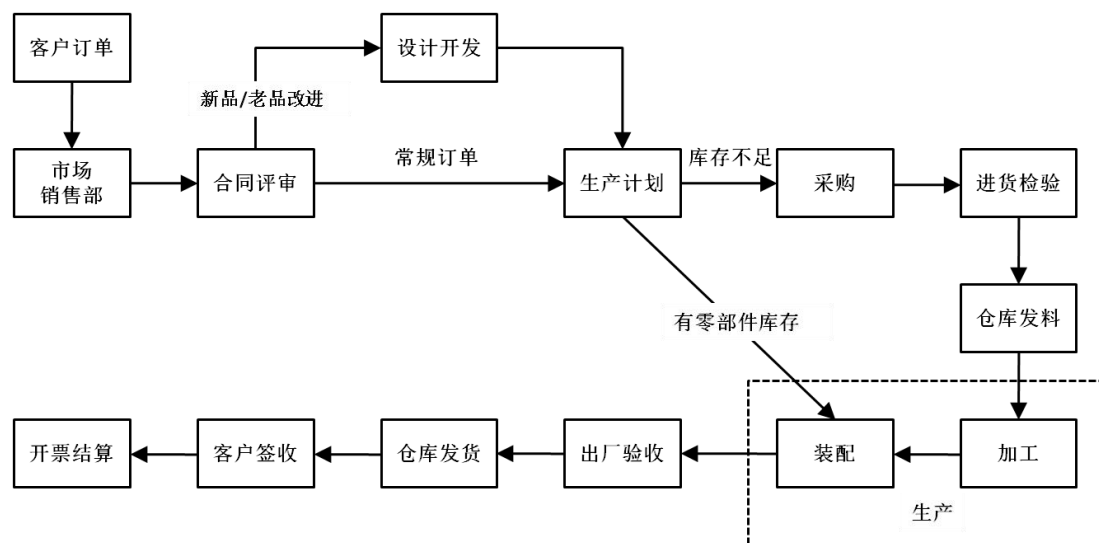 客户订单
设计开发
新品/老品改进
市场
销售部
合同评审
常规订单
生产计划
库存不足
采购
进货检验
有零部件库存
仓库发料
开票结算
客户签收
仓库发货
出厂验收
装配
加工
生产